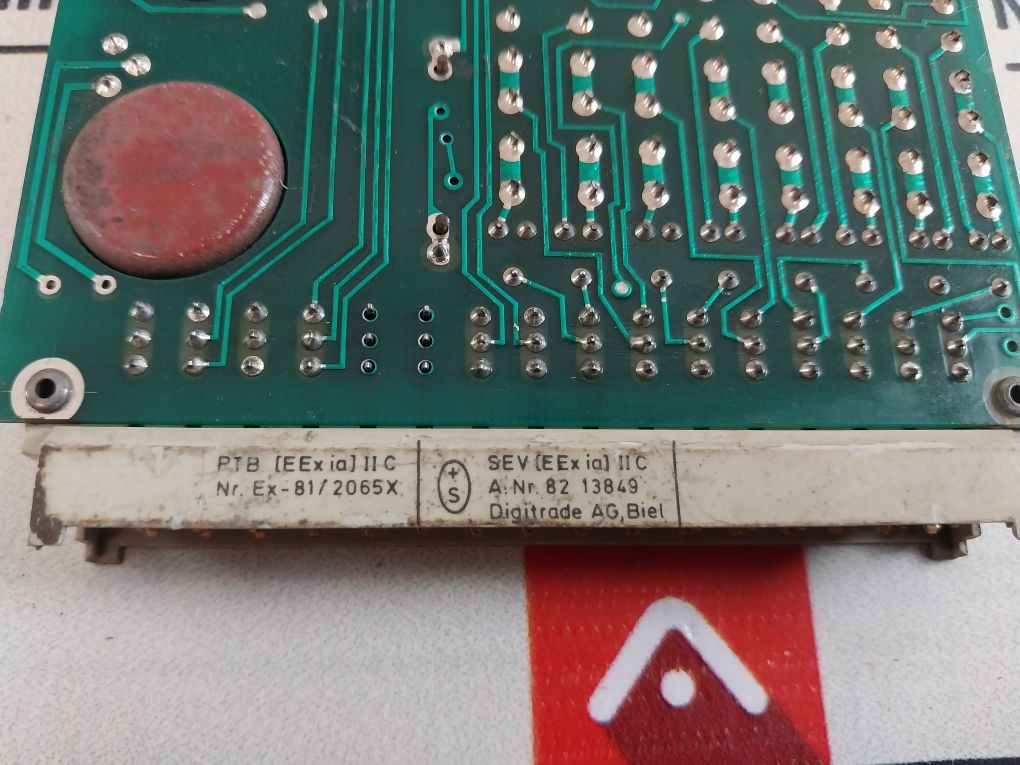 PTB [EEx ia] II C
Nr. Ex-81/2065X
+
S
SEV [EEx ia] II C
A. Nr. 82 13849
Digitrade AG, Biel